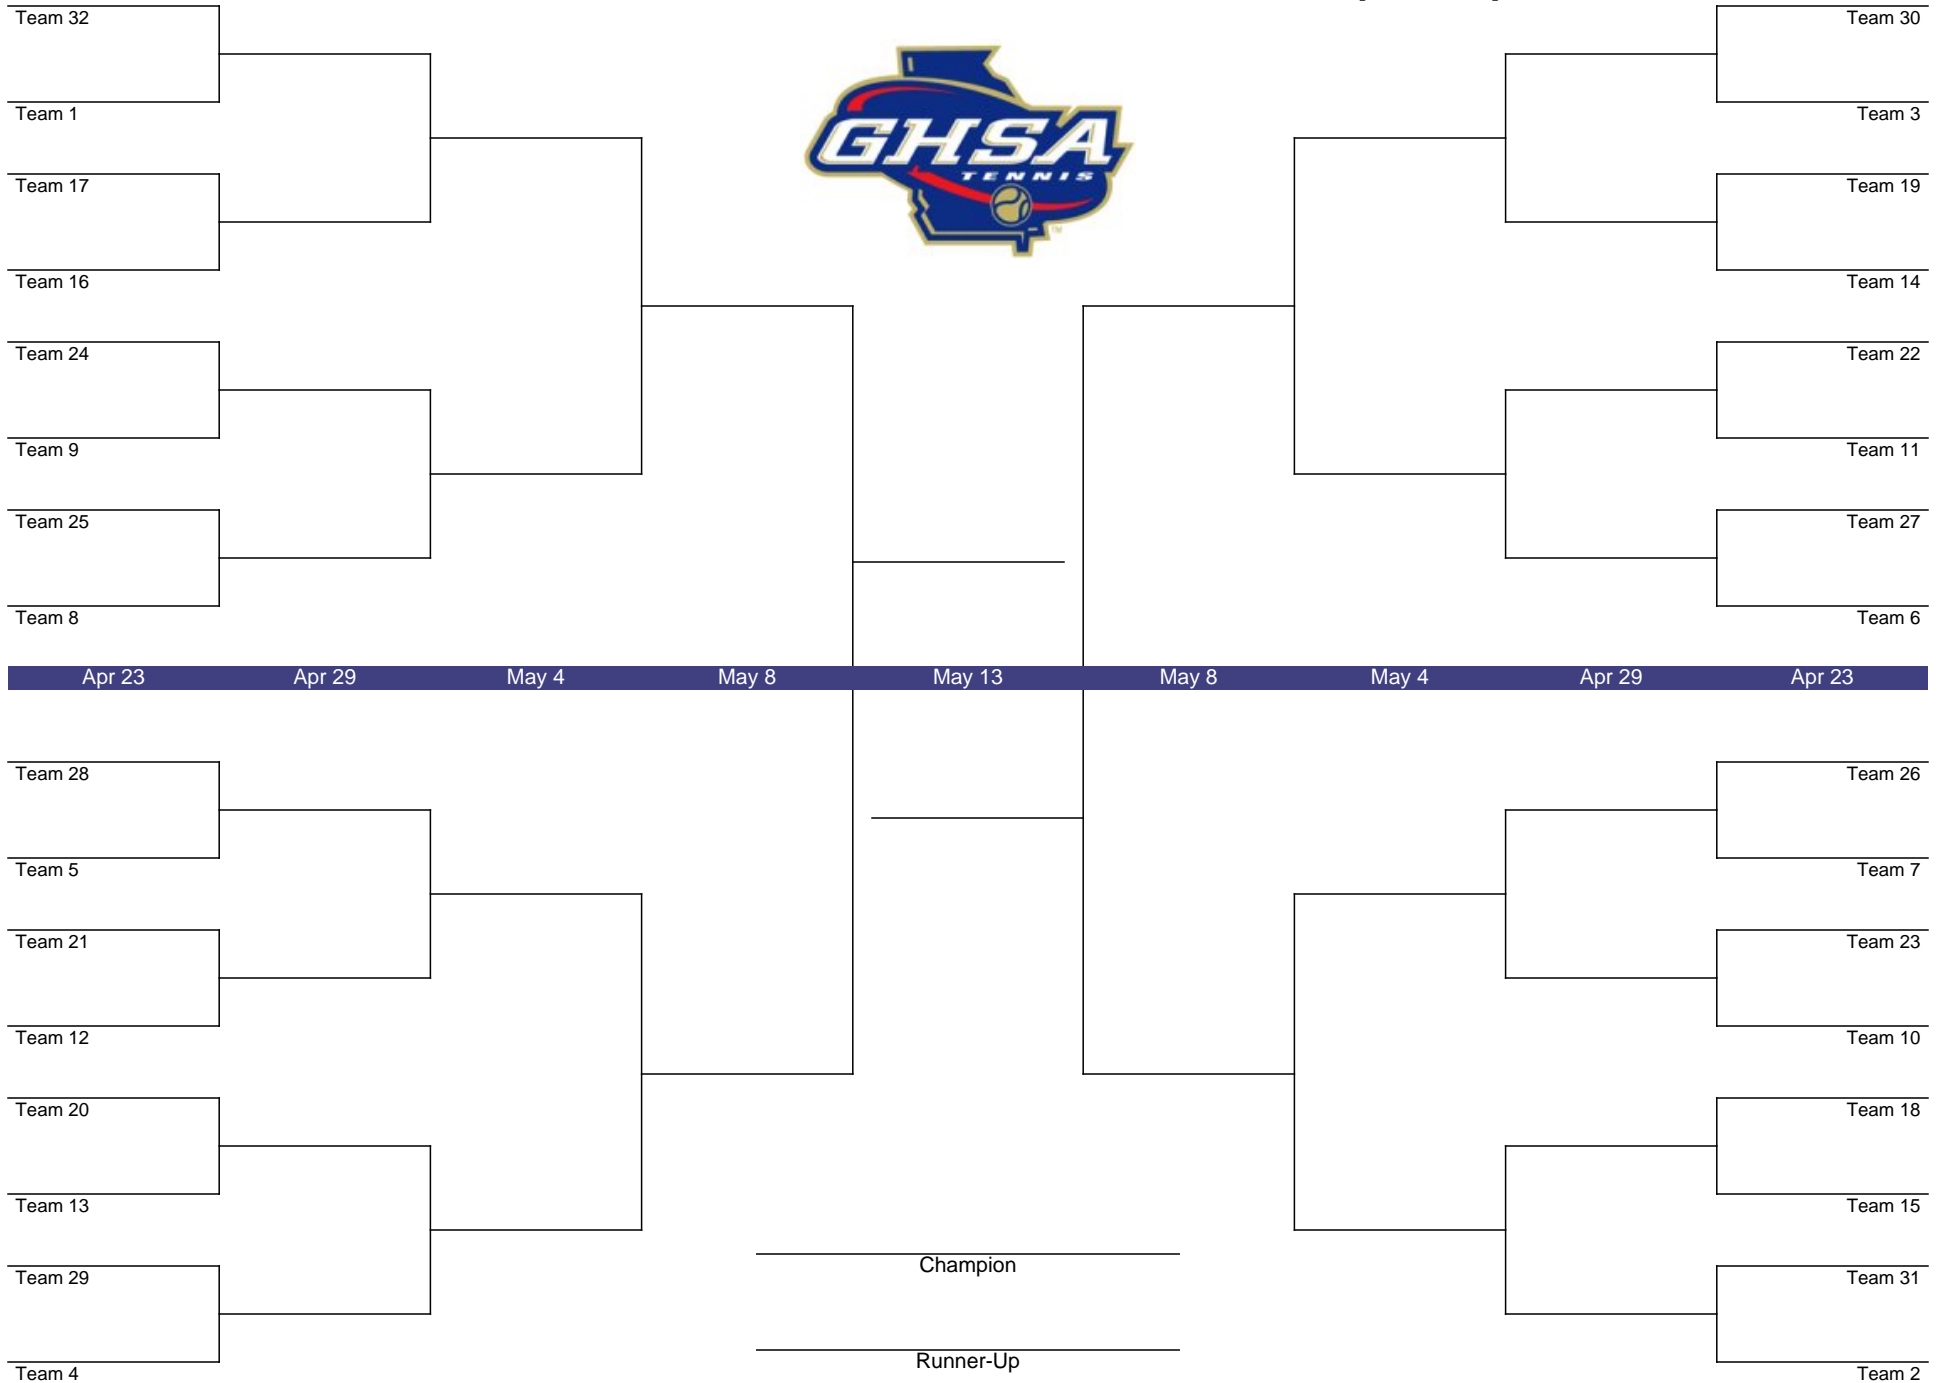 Team 32
Team 1
Team 17
Team 16
Team 24
Team 9
Team 25
Team 8
GHSA
TENNIS
TM
Team 30
Team 3
Team 19
Team 14
Team 22
Team 11
Team 27
Team 6
Apr 23 Apr 29 May 4 May 8 May 13 May 8 May 4 Apr 29 Apr 23
Team 28
Team 5
Team 21
Team 12
Team 20
Team 13
Team 29
Team 4
Champion
Runner-Up
Team 26
Team 7
Team 23
Team 10
Team 18
Team 15
Team 31
Team 2